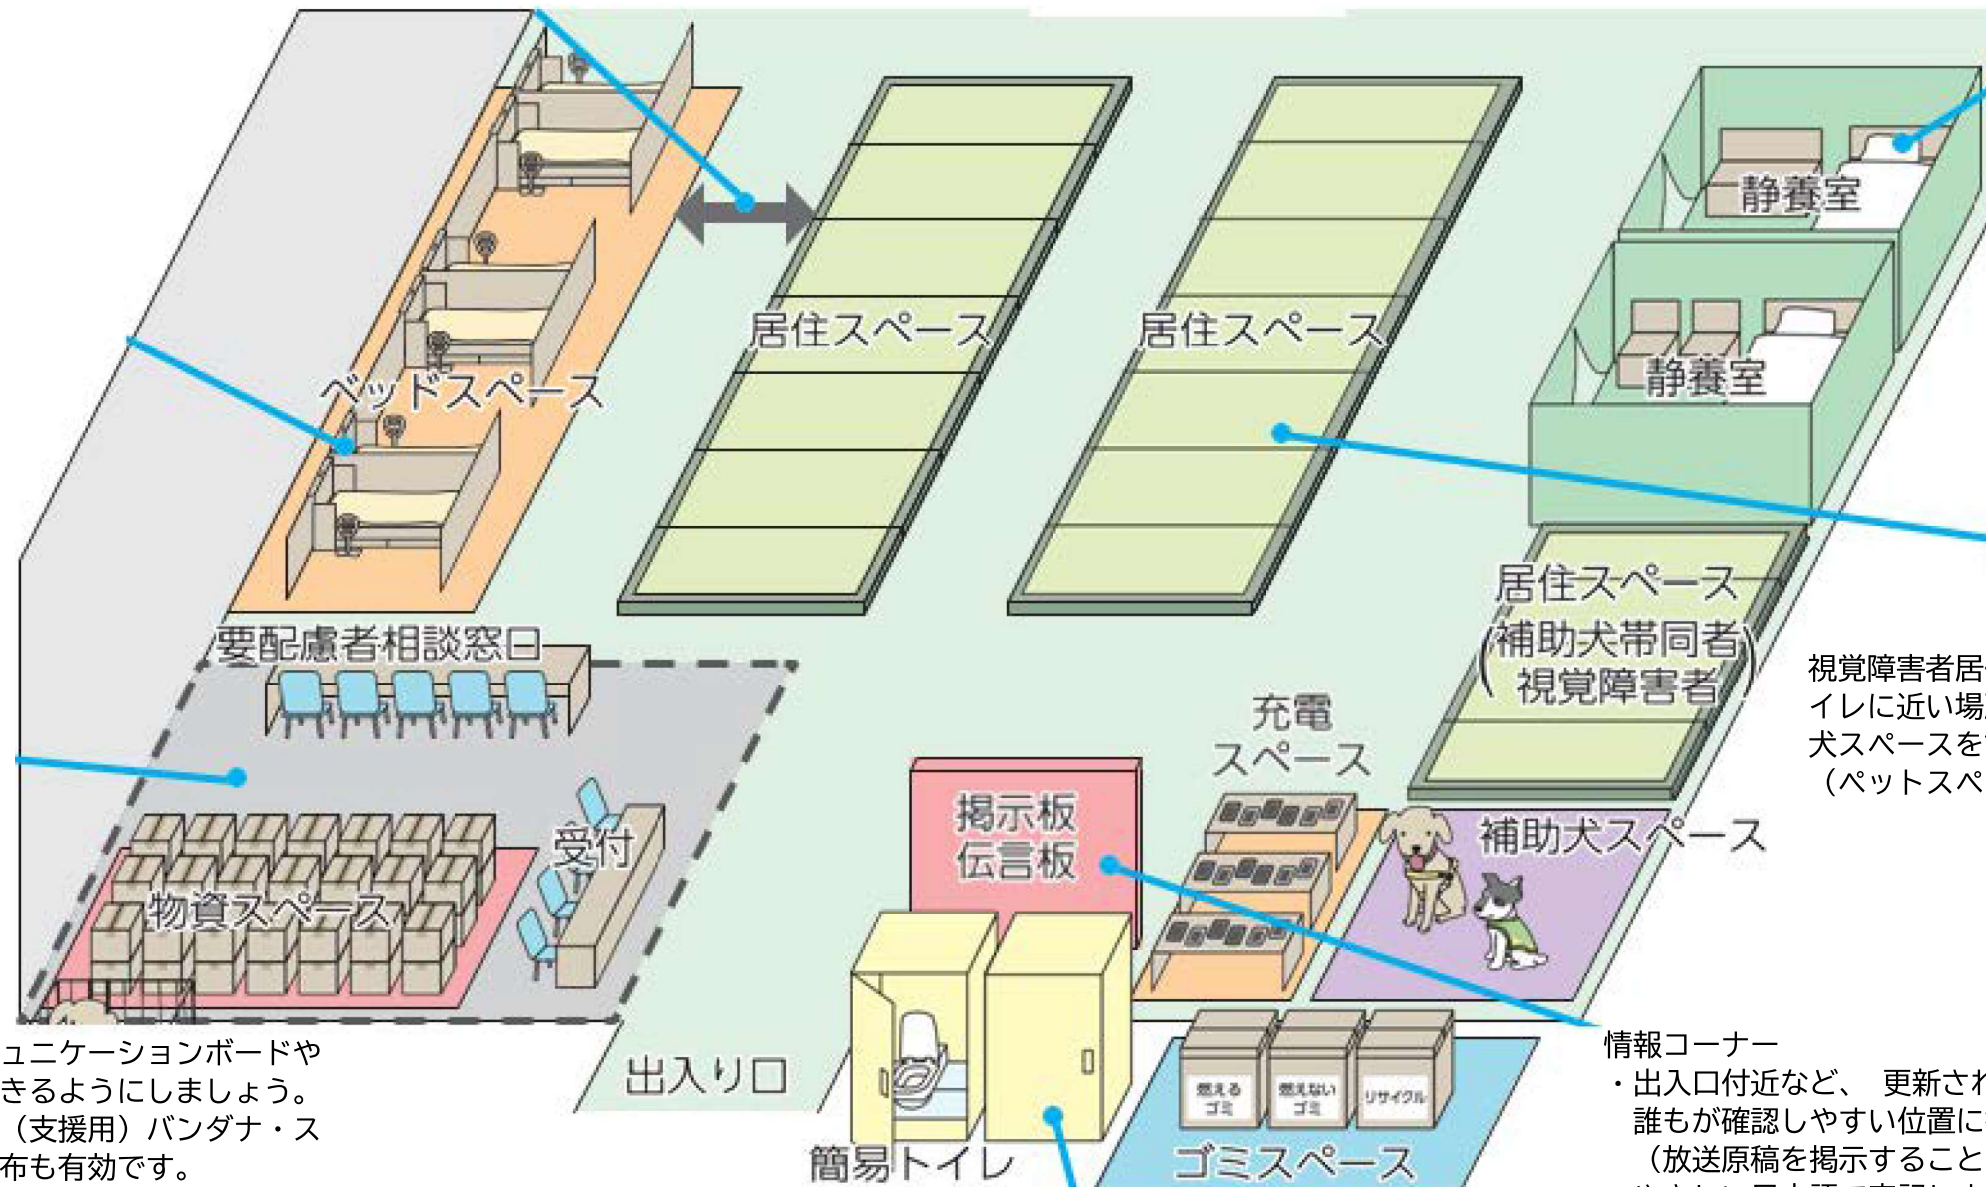 静養室
居住スペース
居住スペース
静養室
ベッドスペース
居住スペース
(補助犬帯同者
視覚障害者)
要配慮者相談窓口
視覚障害者居
イレに近い場
犬スペースを
（ペットスペ
充電
スペース
掲示板
伝言板
受付
補助犬スペース
物資スペース
出入り口
簡易トイレ
燃える
ゴミ
燃えない
ゴミ
リサイクル
ゴミスペース
ュニケーションボードや
きるようにしましょう。
（支援用）バンダナ・ス
布も有効です。
情報コーナー
・出入口付近など、 更新され
誰もが確認しやすい位置に
（放送原稿を掲示すること